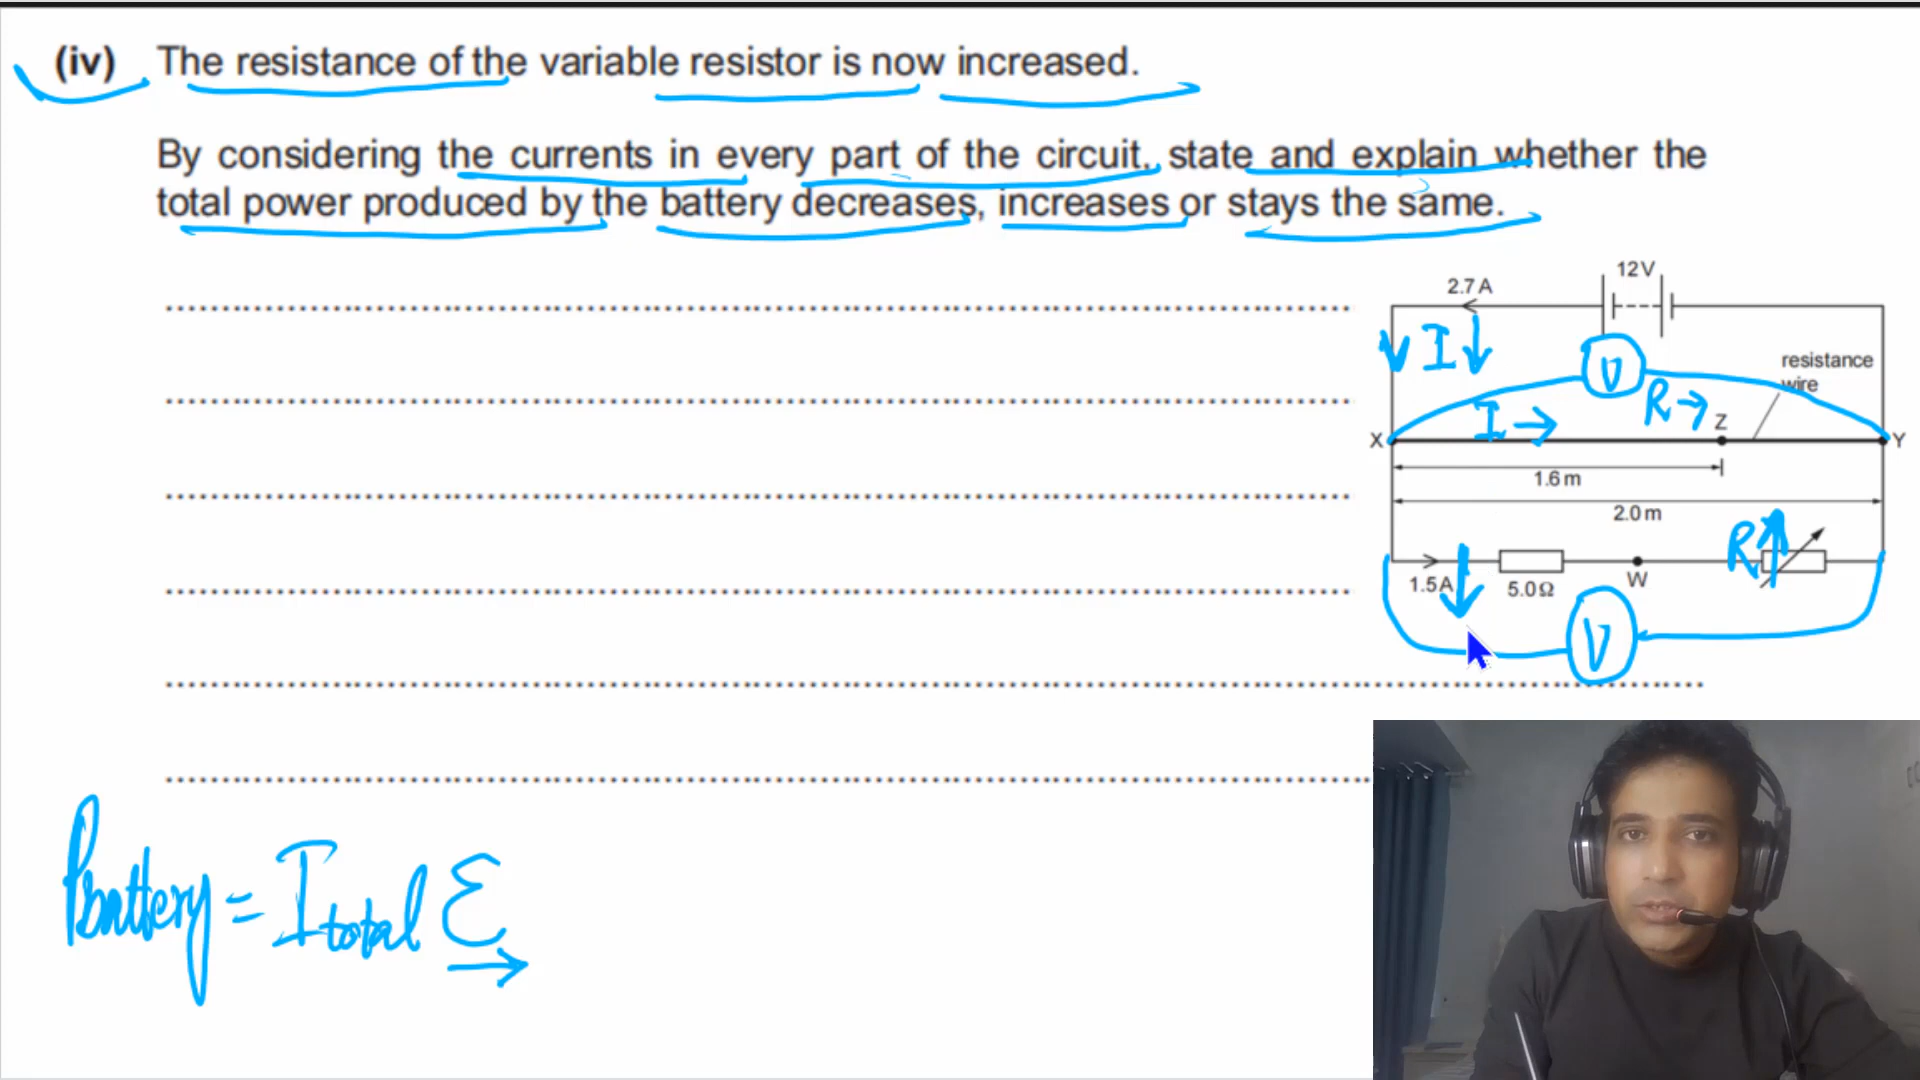 (iv) The resistance of the variable resistor is now increased.
By considering the currents in every part of the circuit, state and explain whether the
total power produced by the battery decreases, increases or stays the same.
12V
2.7 A
V I ↓
V
resistance
wire
R →
I →
Z
X
Y
1.6 m
2.0 m
R ↑
1.5 A
5.0 Ω
W
V
Pbattery = Itotal Ɛ